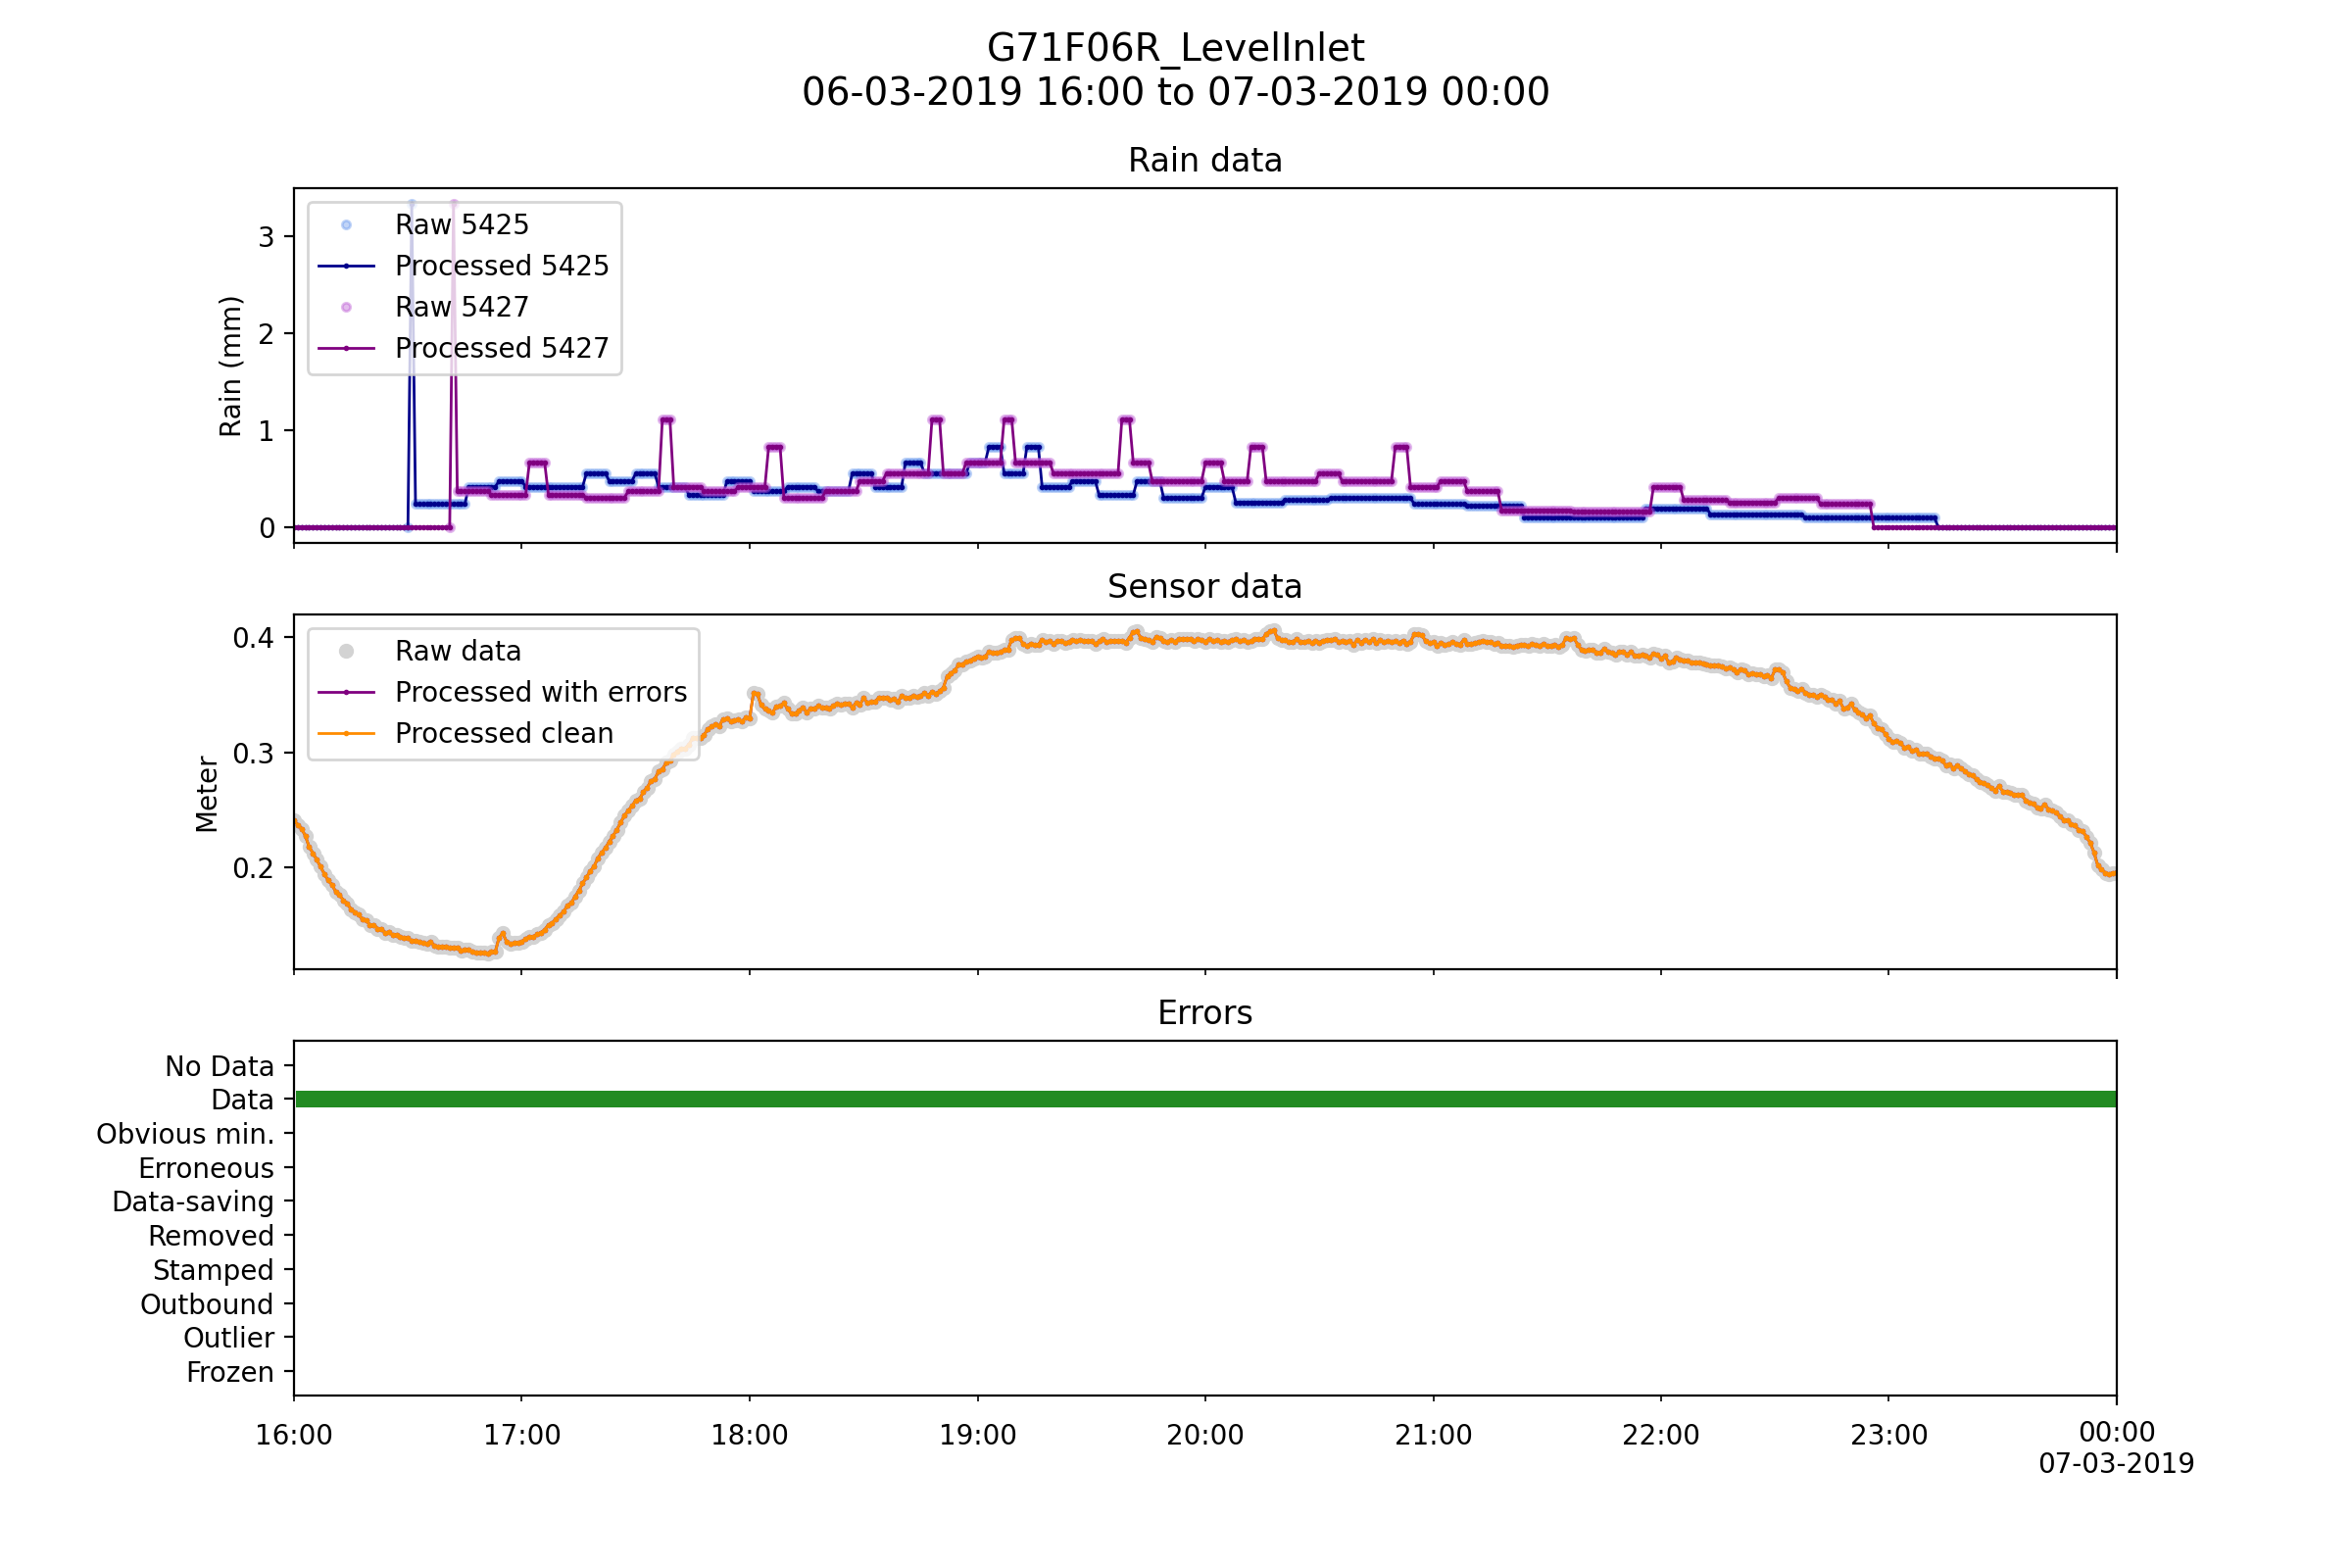 G71F06R_LevelInlet
06-03-2019 16:00 to 07-03-2019 00:00
Rain data
Rain (mm)
3
2
1
0
Raw 5425
Processed 5425
Raw 5427
Processed 5427
Sensor data
Meter
0.4
0.3
0.2
Raw data
Processed with errors
Processed clean
Errors
No Data
Data
Obvious min.
Erroneous
Data-saving
Removed
Stamped
Outbound
Outlier
Frozen
16:00 17:00 18:00 19:00 20:00 21:00 22:00 23:00 00:00
07-03-2019